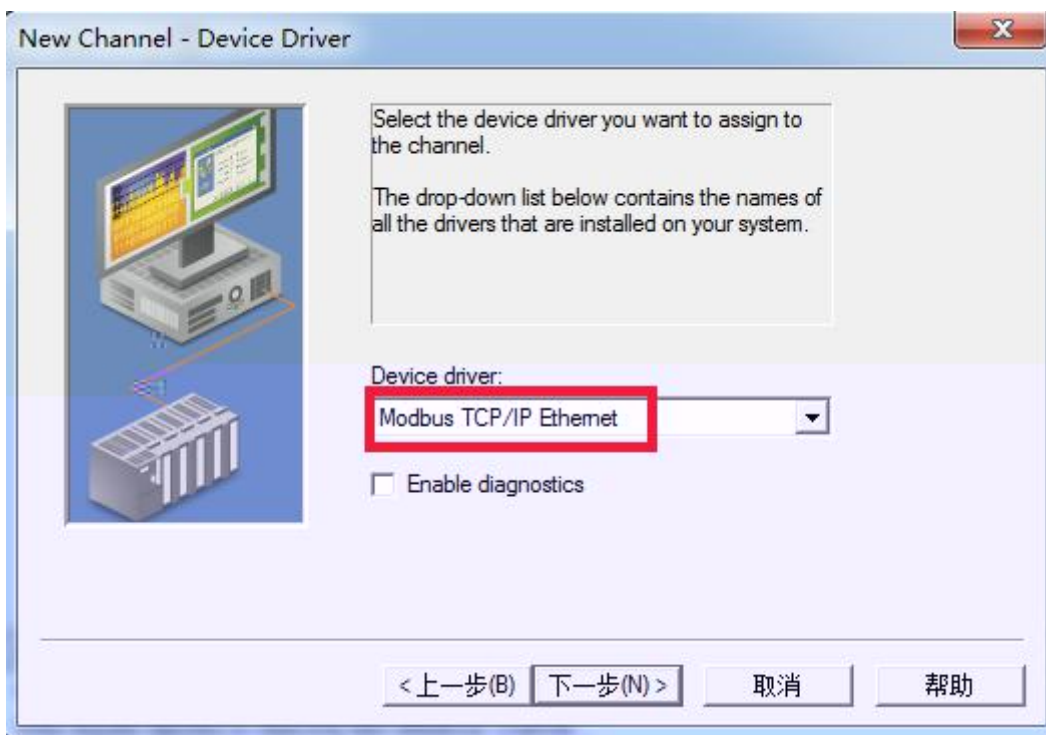 New Channel - Device Driver
Select the device driver you want to assign to
the channel.
The drop-down list below contains the names of
all the drivers that are installed on your system.
Device driver:
Modbus TCP/IP Ethernet
Enable diagnostics
<上一步(B) 下一步(N)> 取消 帮助